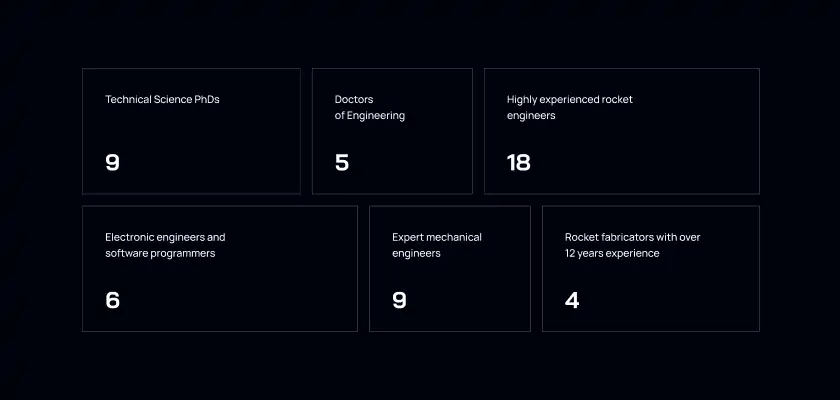 Technical Science PhDs
9
Doctors
of Engineering
5
Highly experienced rocket
engineers
18
Electronic engineers and
software programmers
6
Expert mechanical
engineers
9
Rocket fabricators with over
12 years experience
4